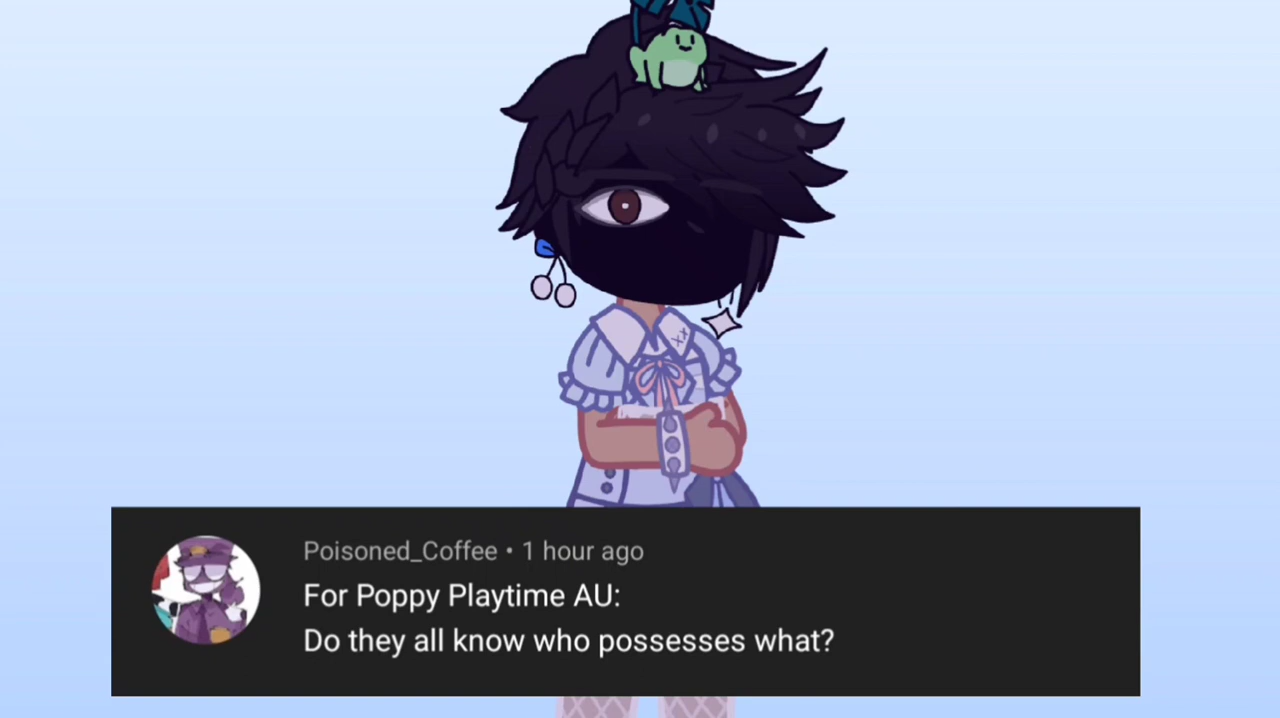 Poisoned_Coffee • 1 hour ago
For Poppy Playtime AU:
Do they all know who possesses what?